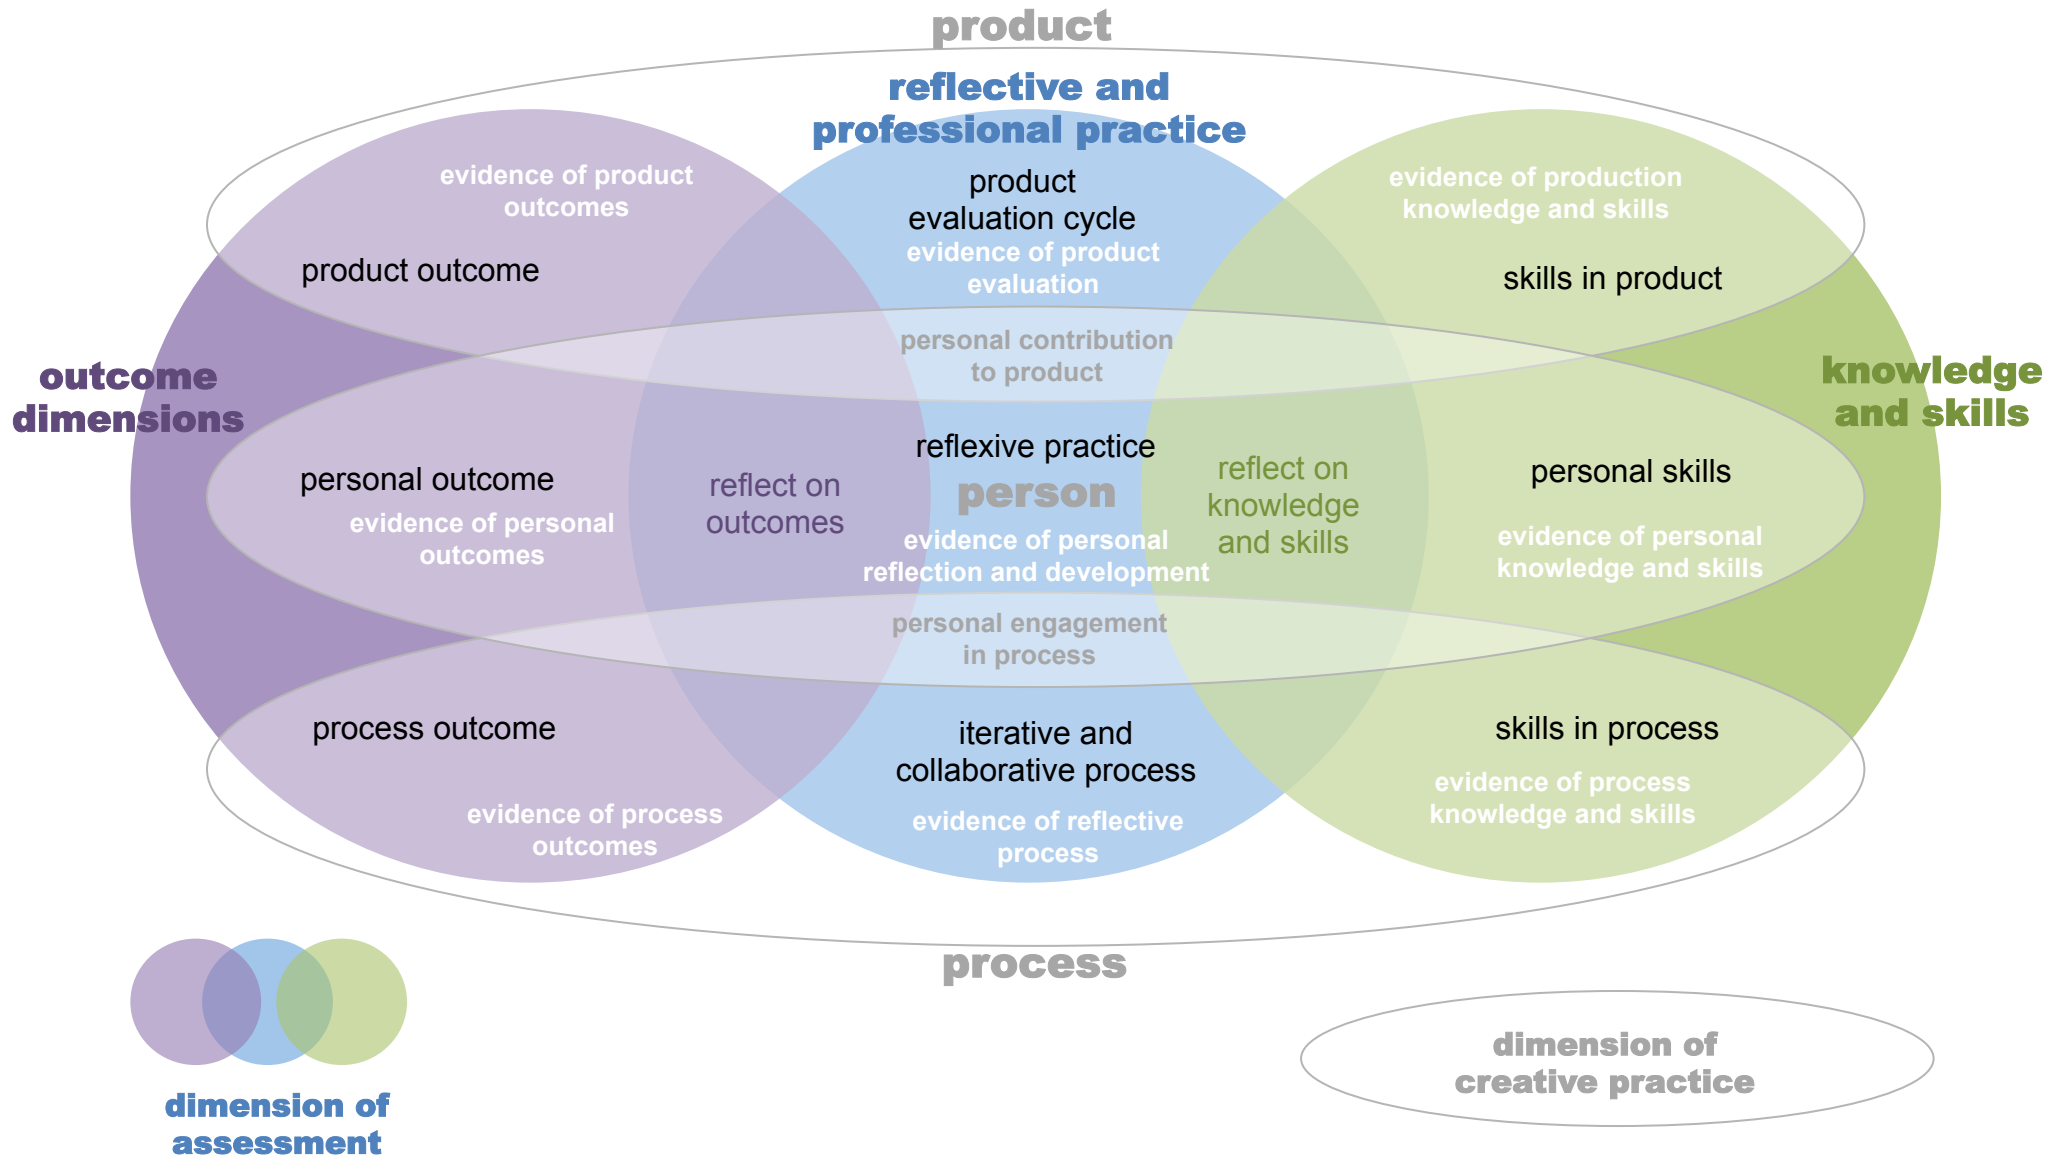 product
reflective and
professional practice
evidence of product
outcomes
product outcome
product
evaluation cycle
evidence of product
evaluation
evidence of production
knowledge and skills
skills in product
personal contribution
to product
outcome
dimensions
knowledge
and skills
personal outcome
evidence of personal
outcomes
reflect on
outcomes
reflexive practice
person
evidence of personal
reflection and development
reflect on
knowledge
and skills
personal skills
evidence of personal
knowledge and skills
personal engagement
in process
process outcome
evidence of process
outcomes
iterative and
collaborative process
evidence of reflective
process
skills in process
evidence of process
knowledge and skills
process
dimension of
assessment
dimension of
creative practice